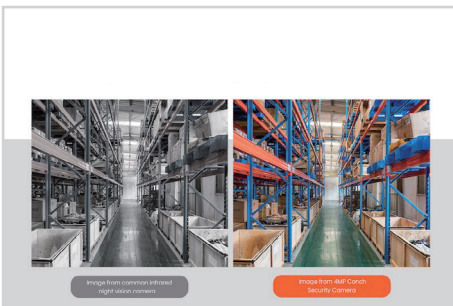 Image from common infrared
night vision camera
Image from 4MP Conch
Security Camera